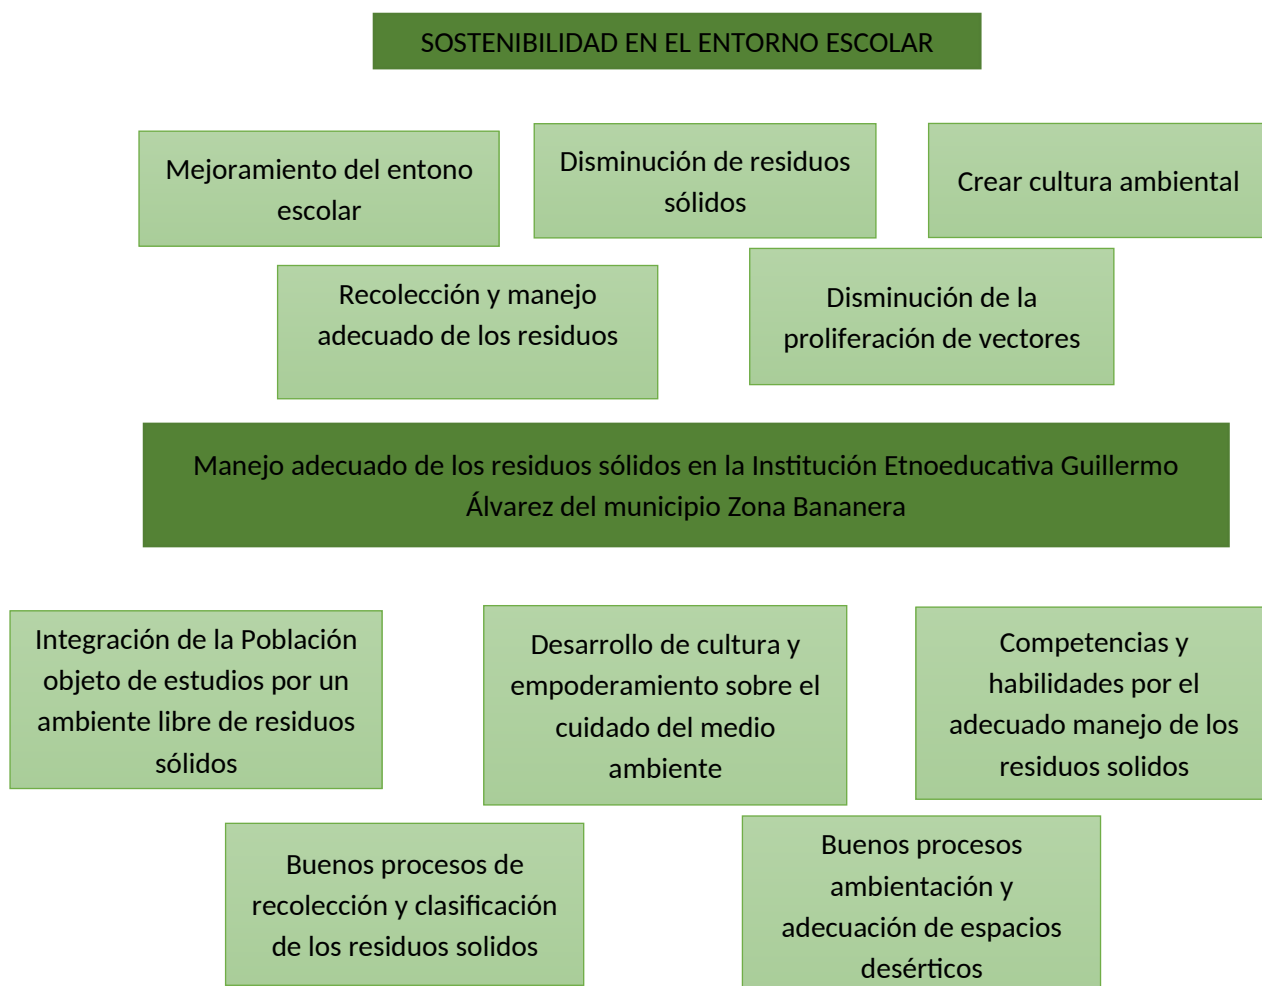 SOSTENIBILIDAD EN EL ENTORNO ESCOLAR
Mejoramiento del entono
escolar
Disminución de residuos
sólidos
Crear cultura ambiental
Recolección y manejo
adecuado de los residuos
Disminución de la
proliferación de vectores
Manejo adecuado de los residuos sólidos en la Institución Etnoeducativa Guillermo
Álvarez del municipio Zona Bananera
Integración de la Población
objeto de estudios por un
ambiente libre de residuos
sólidos
Desarrollo de cultura y
empoderamiento sobre el
cuidado del medio
ambiente
Competencias y
habilidades por el
adecuado manejo de los
residuos solidos
Buenos procesos de
recolección y clasificación
de los residuos solidos
Buenos procesos
ambientación y
adecuación de espacios
desérticos